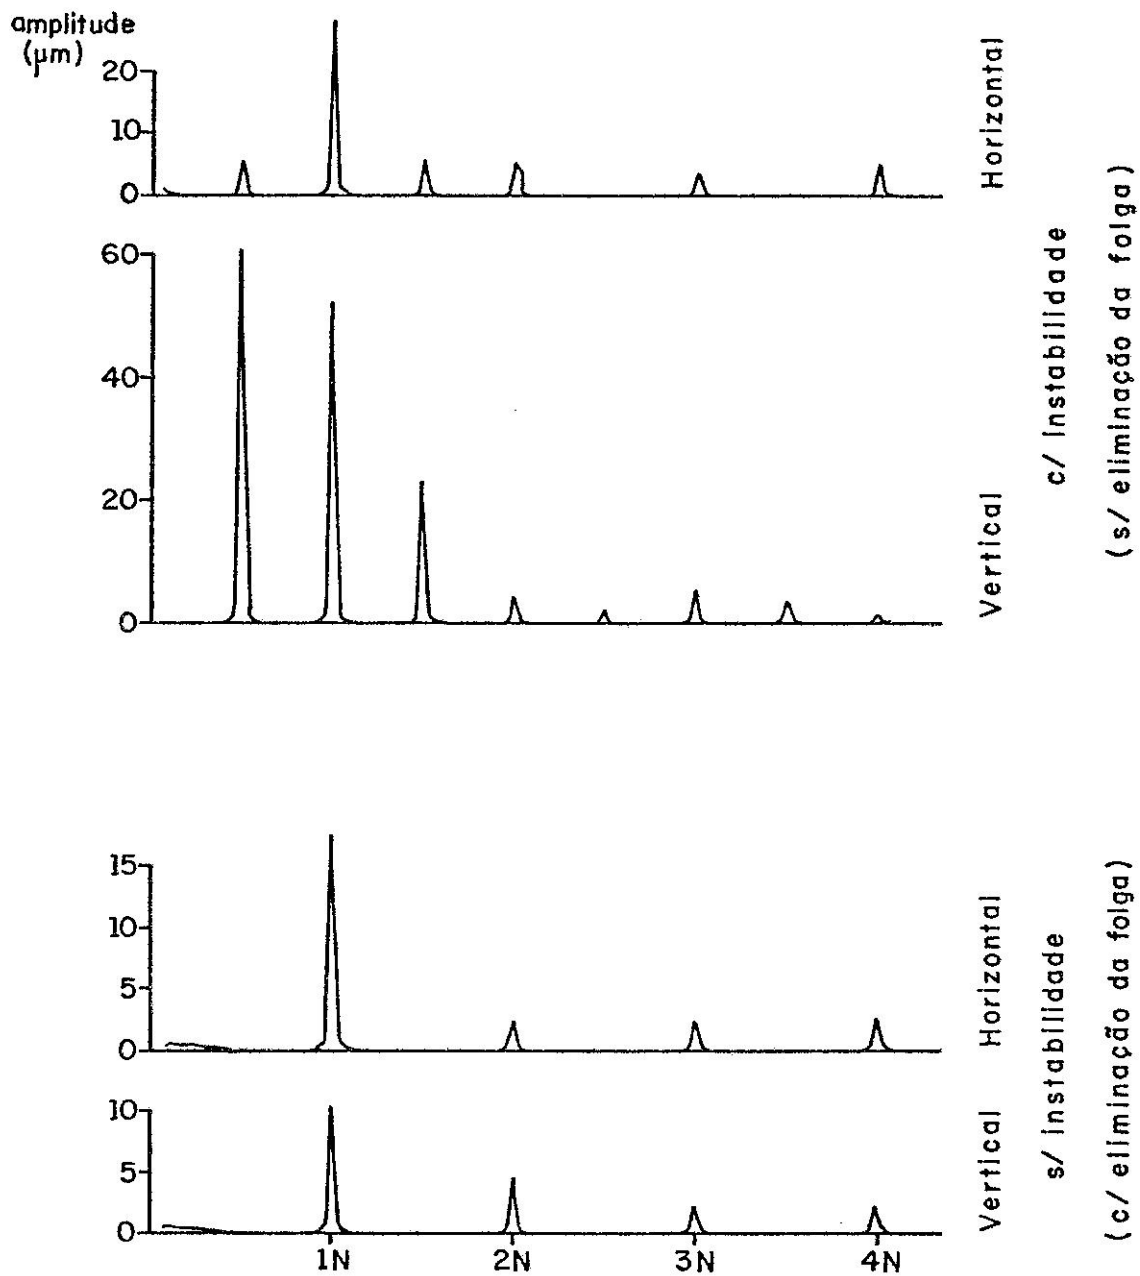 amplitude
(µm)
20
10
0
Horizontal
60
40
20
0
Vertical
c/ Instabilidade
(s/ eliminação da folga)
15
10
5
0
Horizontal
10
5
0
Vertical
s/ instabilidade
(c/ eliminação da folga)
1N 2N 3N 4N